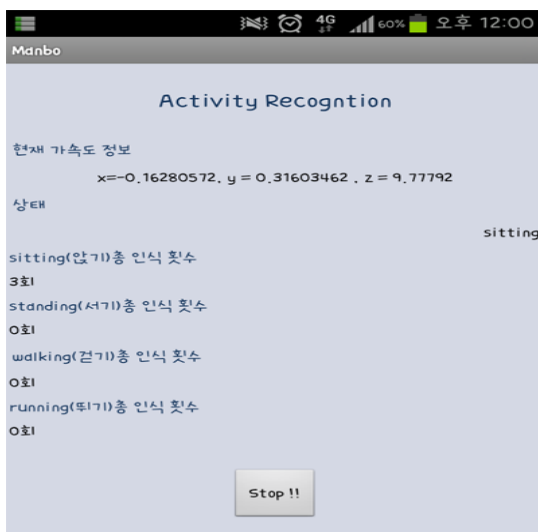 4G 60% 오후 12:00
Manbo
Activity Recogntion
현재 가속도 정보
x=-0.16280572, y = 0.31603462 , z = 9.77792
상태
sitting
sitting(앉기)총 인식 횟수
3회
standing(서기)총 인식 횟수
0회
walking(걷기)총 인식 횟수
0회
running(뛰기)총 인식 횟수
0회
Stop !!